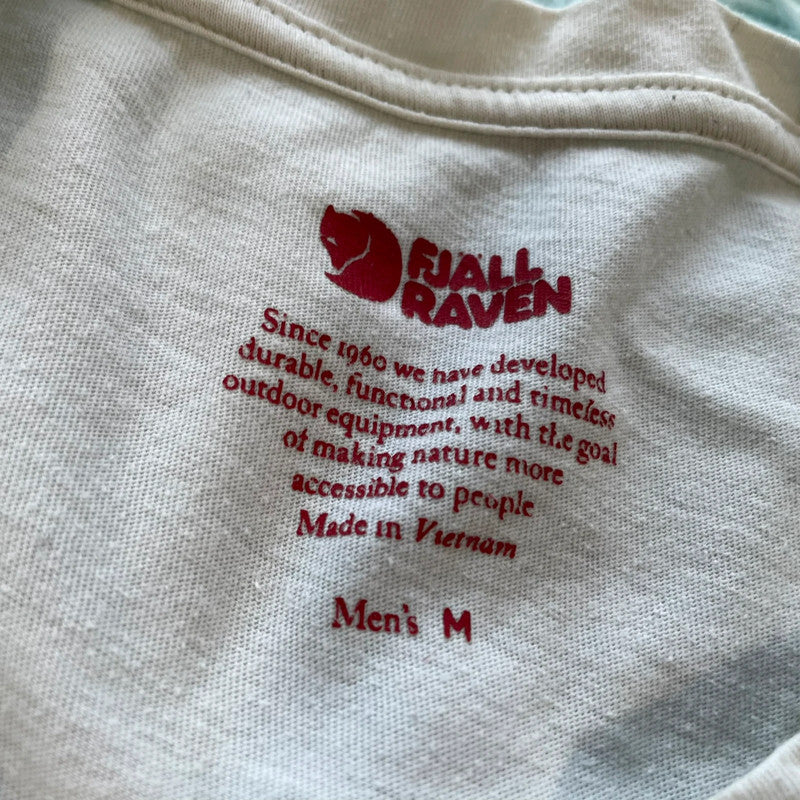 FJÄLL
RAVEN
Since 1960 we have developed
durable, functional and timeless
outdoor equipment, with the goal
of making nature more
accessible to people
Made in Vietnam
Men's M